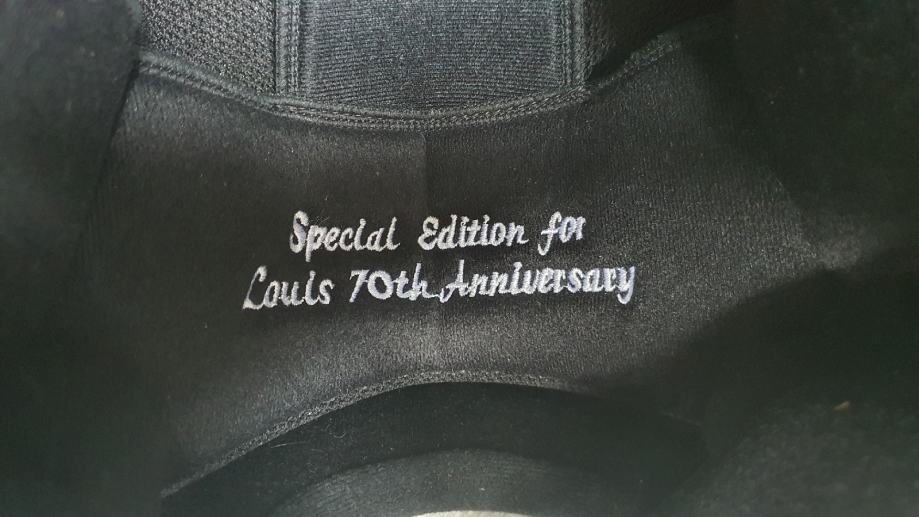 Special Edition for
Louis 70th Anniversary